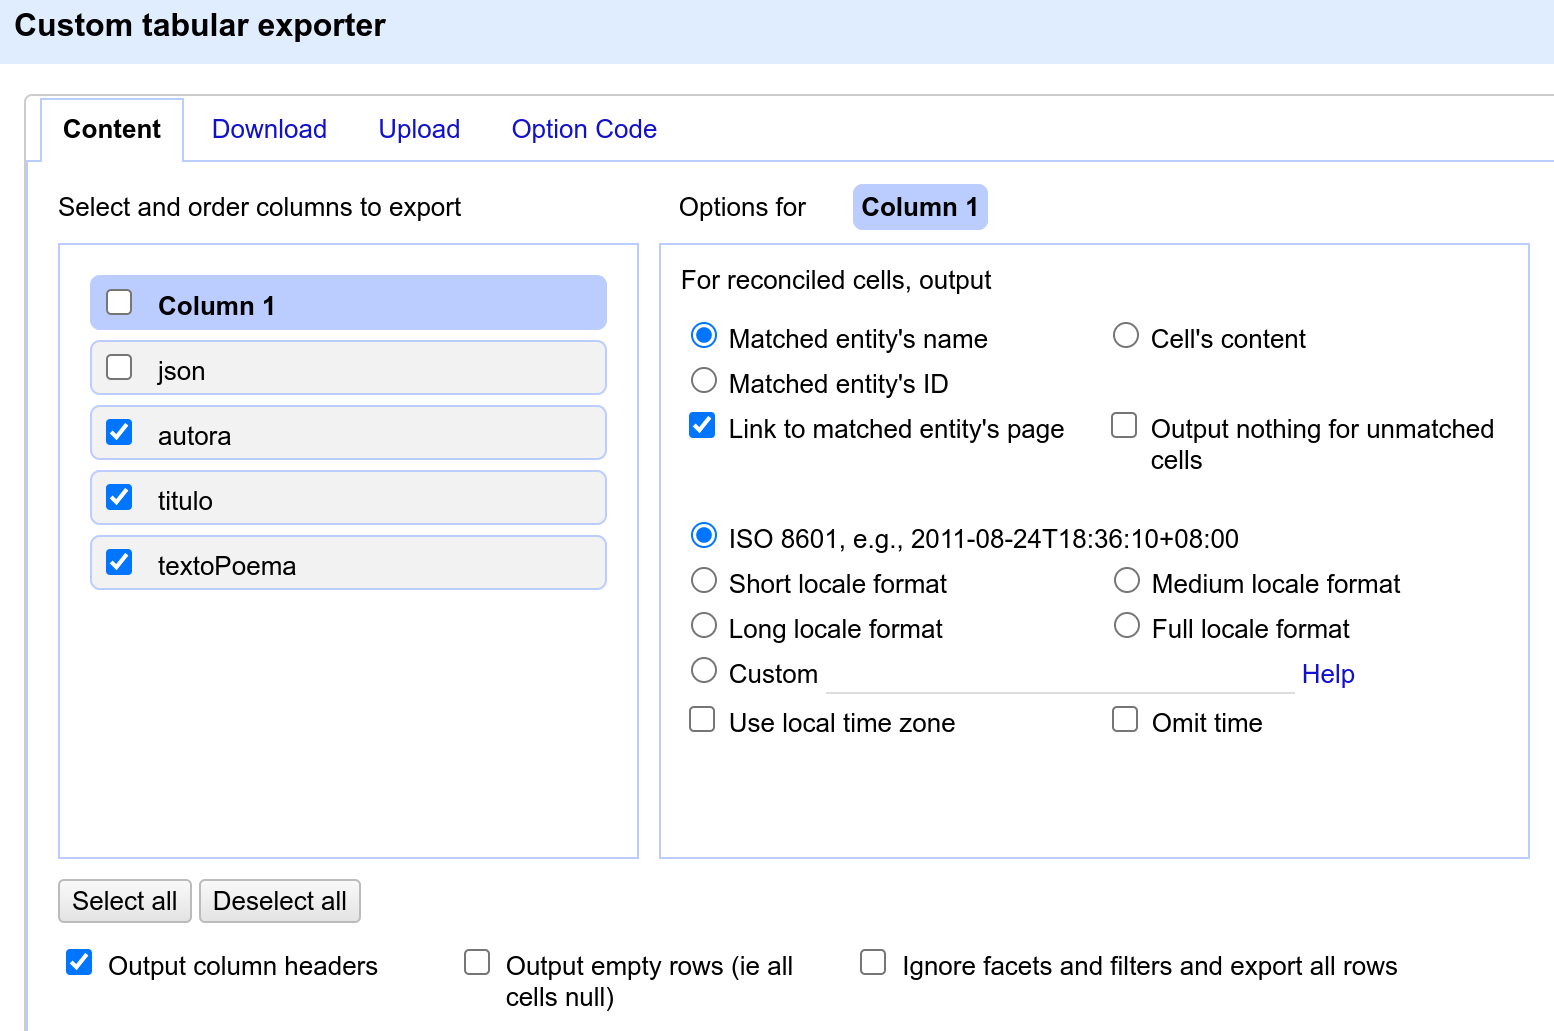 Custom tabular exporter
Content Download Upload Option Code
Select and order columns to export
Options for Column 1
Column 1
json
autora
titulo
textoPoema
For reconciled cells, output
Matched entity's name Cell's content
Matched entity's ID
Link to matched entity's page Output nothing for unmatched
cells
ISO 8601, e.g., 2011-08-24T18:36:10+08:00
Short locale format Medium locale format
Long locale format Full locale format
Custom Help
Use local time zone Omit time
Select all Deselect all
Output column headers Output empty rows (ie all Ignore facets and filters and export all rows
cells null)